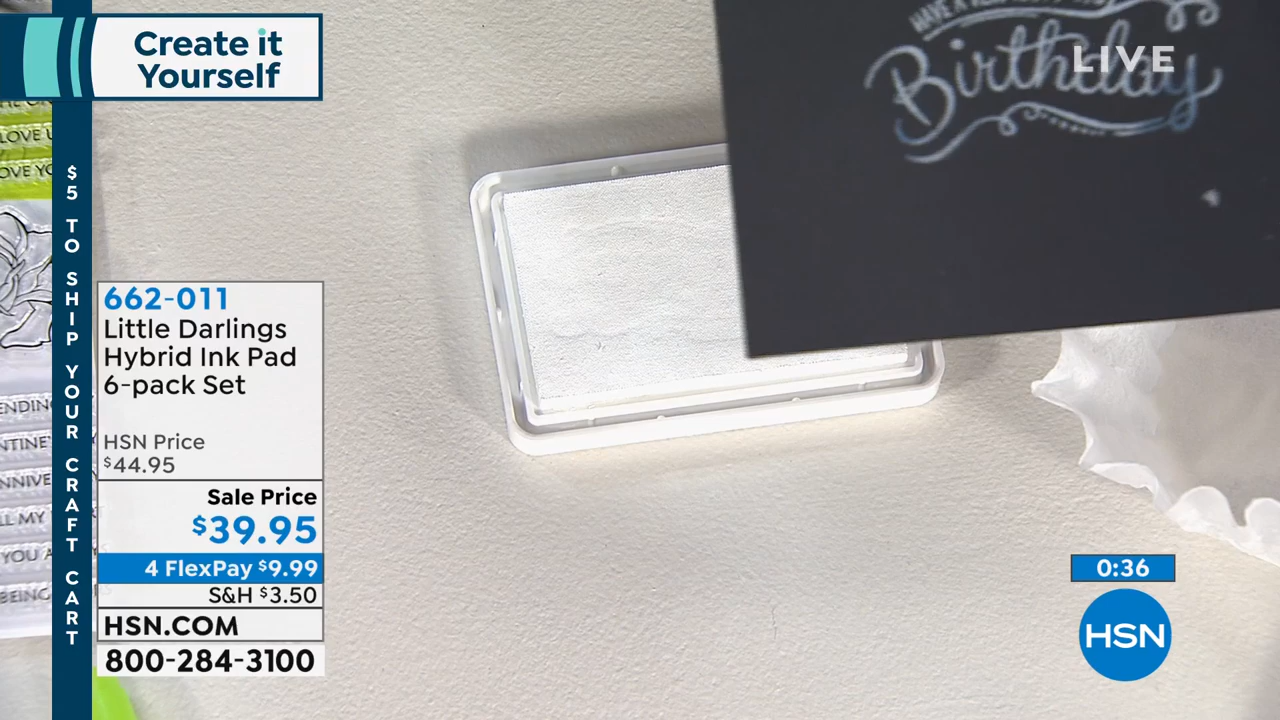 Create it
Yourself
LIVE
HAVE A
Birthday
$5 TO SHIP YOUR CRAFT CART
662-011
Little Darlings
Hybrid Ink Pad
6-pack Set
HSN Price
$44.95
Sale Price
$39.95
4 FlexPay $9.99
S&H $3.50
HSN.COM
800-284-3100
0:36
HSN
LOVE